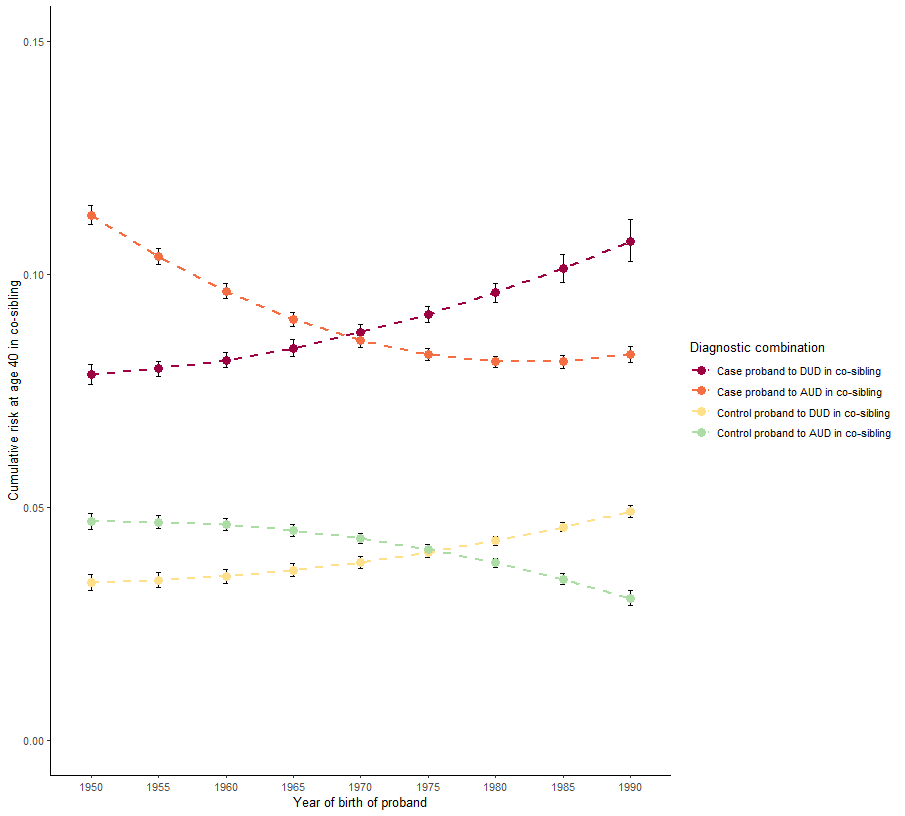 0.15
0.10
0.05
0.00
Cumulative risk at age 40 in co-sibling
1950 1955 1960 1965 1970 1975 1980 1985 1990
Year of birth of proband
Diagnostic combination
Case proband to DUD in co-sibling
Case proband to AUD in co-sibling
Control proband to DUD in co-sibling
Control proband to AUD in co-sibling